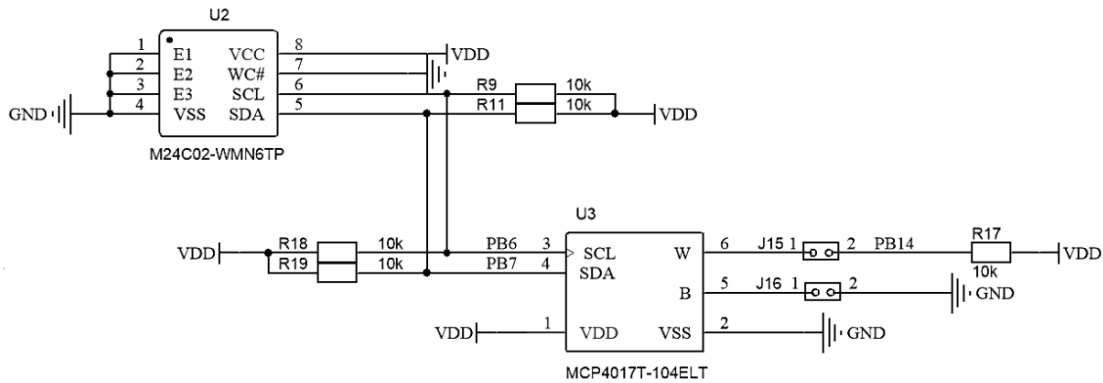 U2
1 E1 VCC 8 VDD
2 E2 WC# 7
3 E3 SCL 6 R9 10k
GND 4 VSS SDA 5 R11 10k VDD
M24C02-WMN6TP
U3
VDD R18 10k PB6 3 SCL W 6 J15 1 2 PB14 R17 VDD
R19 10k PB7 4 SDA 10k
B 5 J16 1 2 GND
VDD 1 VDD VSS 2 GND
MCP4017T-104ELT